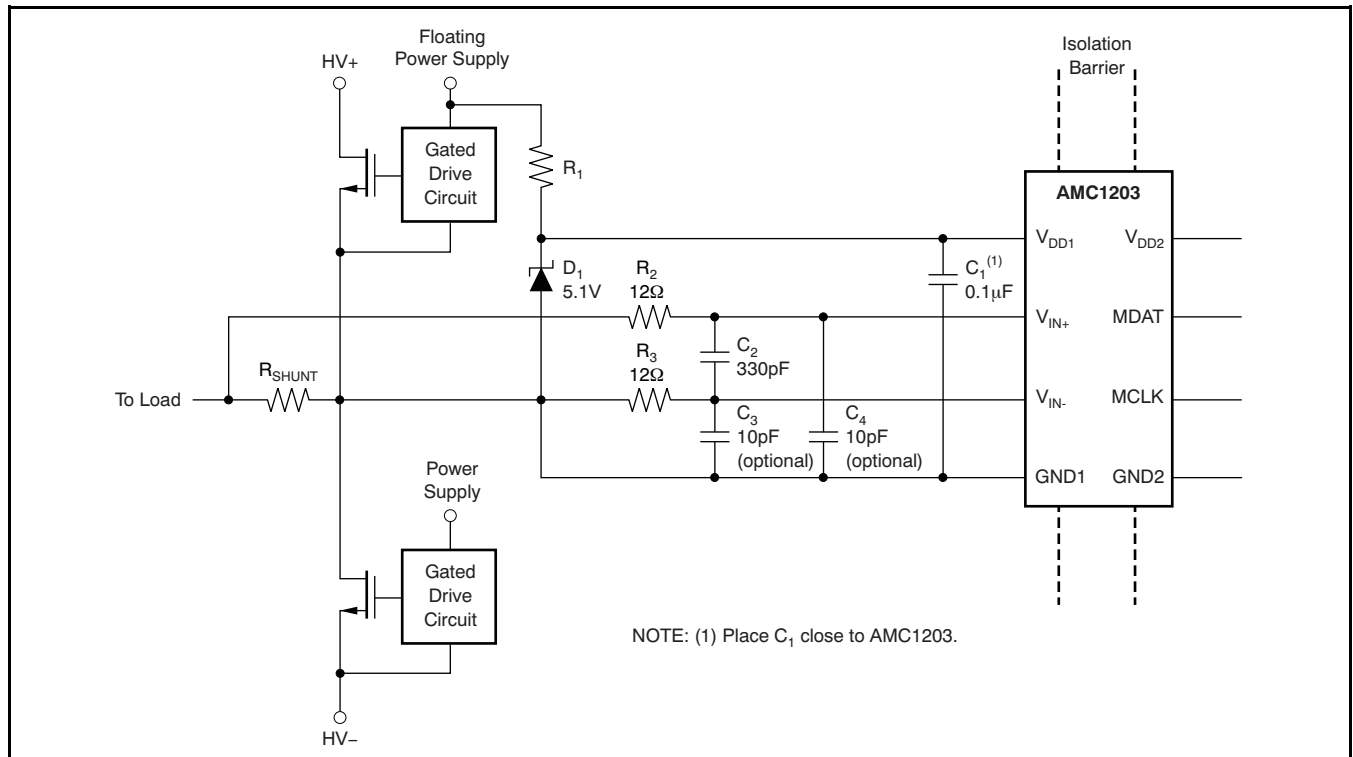 Floating
Power Supply
HV+
Isolation
Barrier
Gated
Drive
Circuit
R1
AMC1203
VDD1
VDD2
D1
5.1V
R2
12Ω
C1(1)
0.1μF
VIN+
MDAT
C2
330pF
R3
12Ω
RSHUNT
To Load
VIN-
MCLK
C3
10pF
(optional)
C4
10pF
(optional)
GND1
GND2
Power
Supply
Gated
Drive
Circuit
NOTE: (1) Place C1 close to AMC1203.
HV–